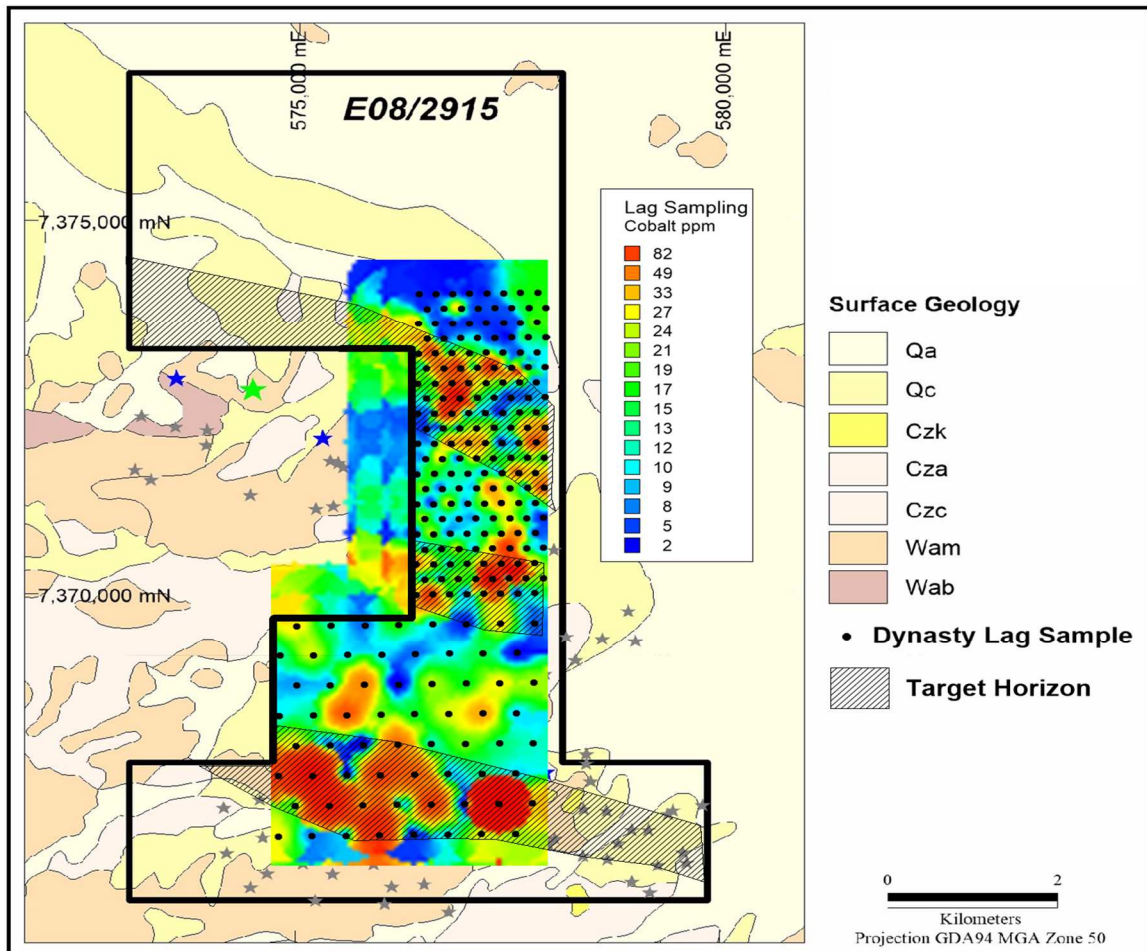 E08/2915
575,000 mE
580,000 mE
7,375,000 mN
7,370,000 mN
Lag Sampling
Cobalt ppm
82
49
33
27
24
21
19
17
15
13
12
10
9
8
5
2
Surface Geology
Qa
Qc
Czk
Cza
Czc
Wam
Wab
Dynasty Lag Sample
Target Horizon
0 2
Kilometers
Projection GDA94 MGA Zone 50